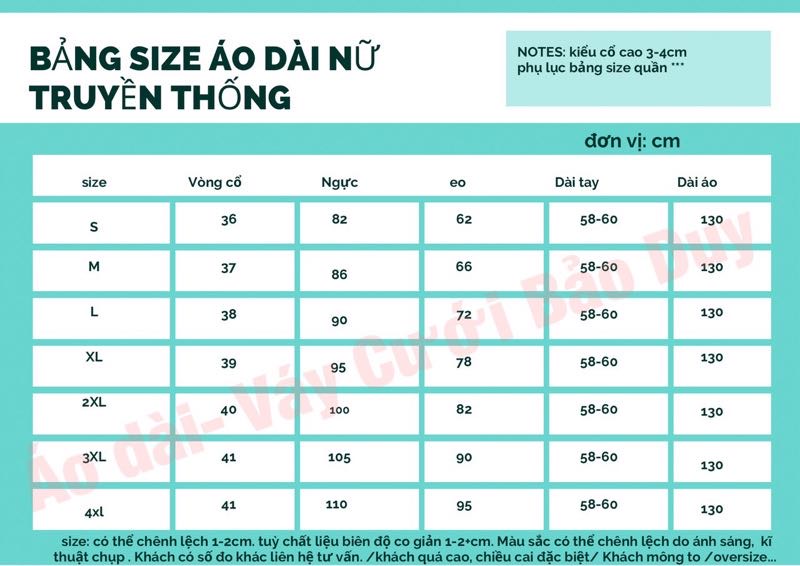 BẢNG SIZE ÁO DÀI NỮ
TRUYỀN THỐNG
NOTES: kiểu cổ cao 3-4cm
phụ lục bảng size quần ***
đơn vị: cm
size Vòng cổ Ngực eo Dài tay Dài áo
S 36 82 62 58-60 130
M 37 86 66 58-60 130
L 38 90 72 58-60 130
XL 39 95 78 58-60 130
2XL 40 100 82 58-60 130
3XL 41 105 90 58-60 130
4xl 41 110 95 58-60 130
Áo dài- Váy Cưới Bảo Duy
size: có thể chênh lệch 1-2cm. tuỳ chất liệu biên độ co giản 1-2+cm. Màu sắc có thể chênh lệch do ánh sáng, kĩ
thuật chụp . Khách có số đo khác liên hệ tư vấn. /khách quá cao, chiều cai đặc biệt/ Khách mông to /oversize...